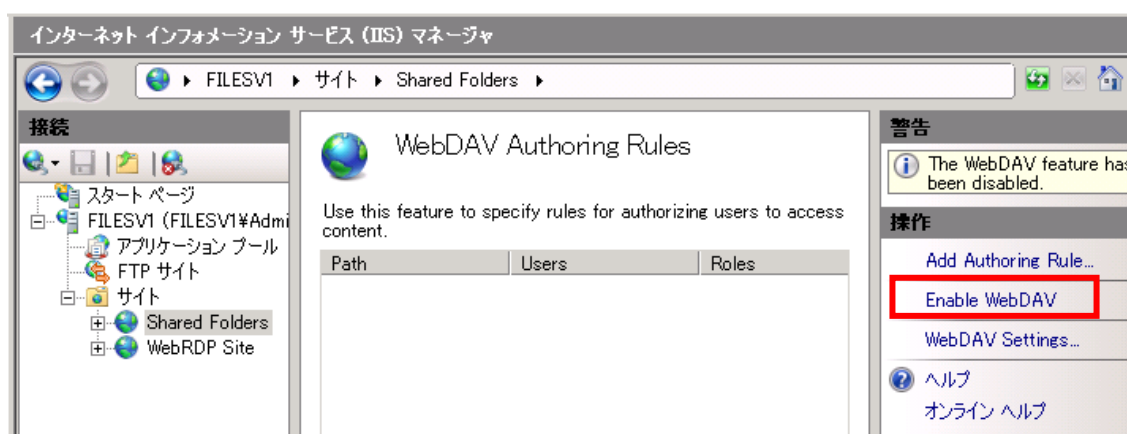 インターネット インフォメーション サービス (IIS) マネージャ
FILESV1 ▸ サイト ▸ Shared Folders ▸
接続
スタート ページ
FILESV1 (FILESV1¥Admi
アプリケーション プール
FTP サイト
サイト
Shared Folders
WebRDP Site
WebDAV Authoring Rules
Use this feature to specify rules for authorizing users to access
content.
Path Users Roles
警告
The WebDAV feature has
been disabled.
操作
Add Authoring Rule...
Enable WebDAV
WebDAV Settings...
ヘルプ
オンライン ヘルプ